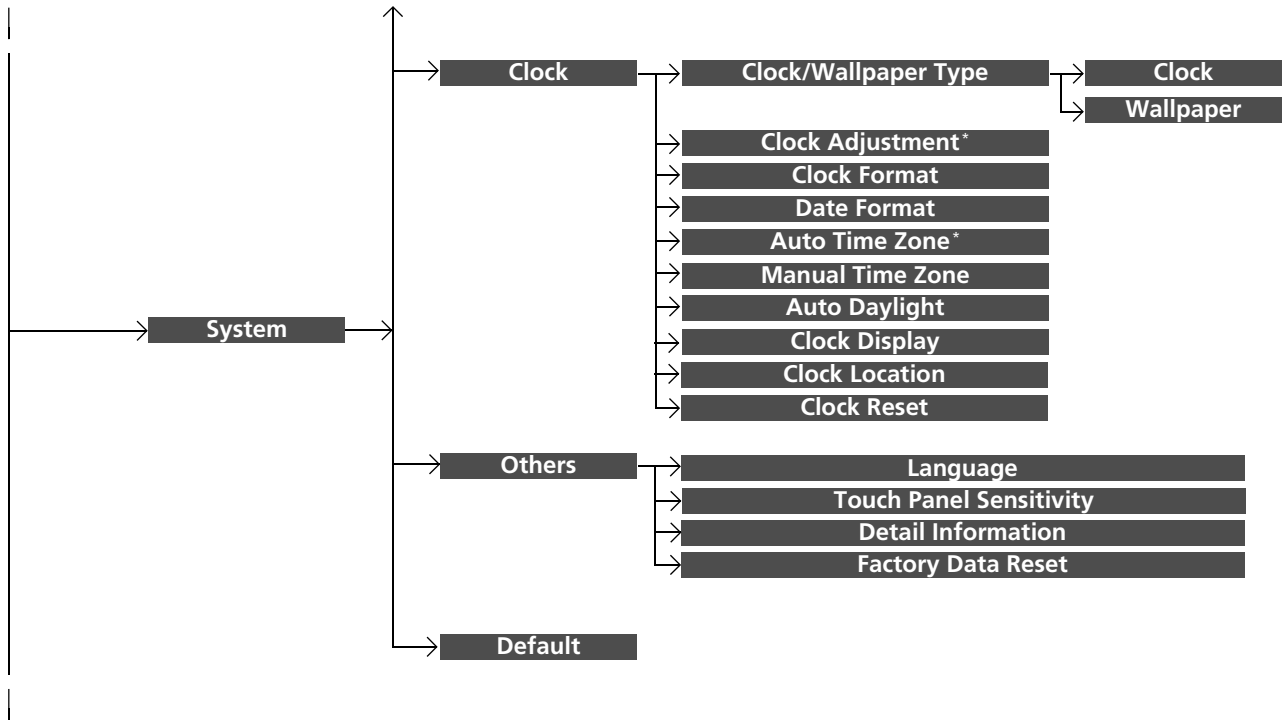 Clock
Clock/Wallpaper Type
Clock
Wallpaper
Clock Adjustment*
Clock Format
Date Format
Auto Time Zone*
Manual Time Zone
Auto Daylight
System
Clock Display
Clock Location
Clock Reset
Others
Language
Touch Panel Sensitivity
Detail Information
Factory Data Reset
Default